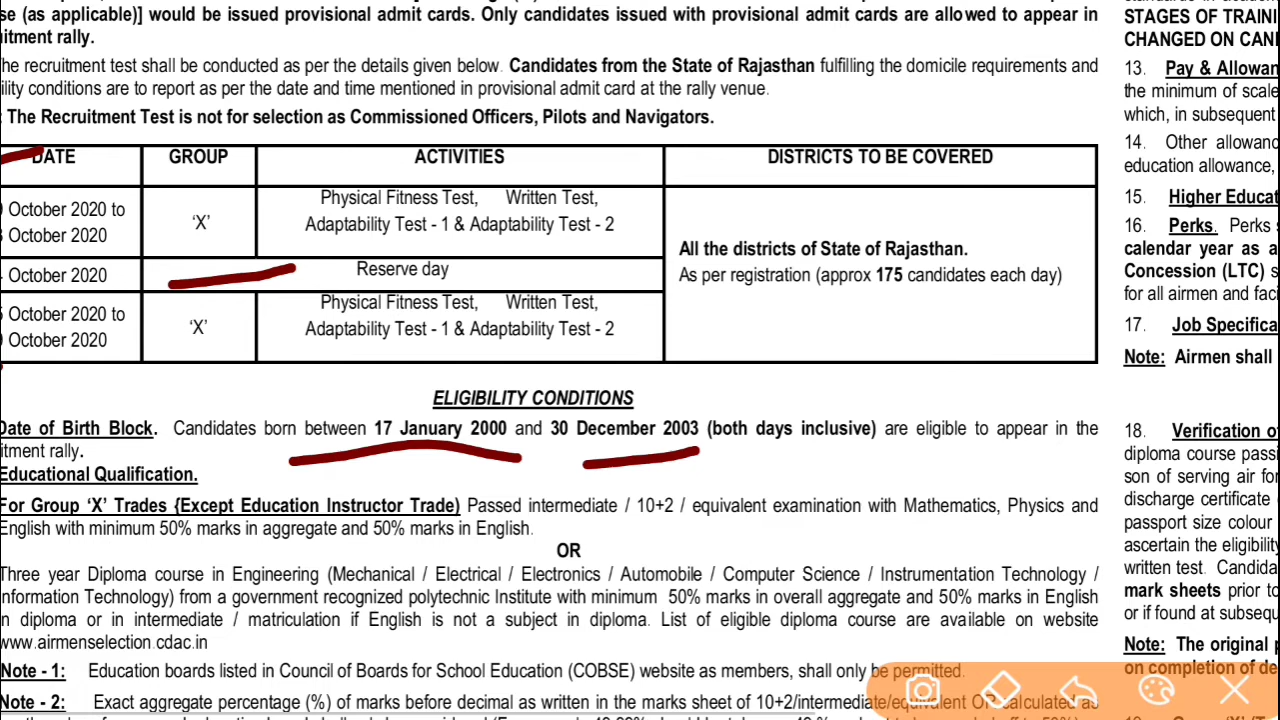 se (as applicable)] would be issued provisional admit cards. Only candidates issued with provisional admit cards are allowed to appear in
uitment rally.
he recruitment test shall be conducted as per the details given below. Candidates from the State of Rajasthan fulfilling the domicile requirements and
ility conditions are to report as per the date and time mentioned in provisional admit card at the rally venue.
: The Recruitment Test is not for selection as Commissioned Officers, Pilots and Navigators.
DATE GROUP ACTIVITIES DISTRICTS TO BE COVERED
October 2020 to
October 2020
‘X’
Physical Fitness Test, Written Test,
Adaptability Test - 1 & Adaptability Test - 2
All the districts of State of Rajasthan.
As per registration (approx 175 candidates each day)
October 2020 Reserve day
October 2020 to
October 2020
‘X’
Physical Fitness Test, Written Test,
Adaptability Test - 1 & Adaptability Test - 2
ELIGIBILITY CONDITIONS
Date of Birth Block. Candidates born between 17 January 2000 and 30 December 2003 (both days inclusive) are eligible to appear in the
itment rally.
Educational Qualification.
For Group ‘X’ Trades {Except Education Instructor Trade) Passed intermediate / 10+2 / equivalent examination with Mathematics, Physics and
English with minimum 50% marks in aggregate and 50% marks in English.
OR
Three year Diploma course in Engineering (Mechanical / Electrical / Electronics / Automobile / Computer Science / Instrumentation Technology /
nformation Technology) from a government recognized polytechnic Institute with minimum 50% marks in overall aggregate and 50% marks in English
n diploma or in intermediate / matriculation if English is not a subject in diploma. List of eligible diploma course are available on website
www.airmenselection.cdac.in
Note - 1: Education boards listed in Council of Boards for School Education (COBSE) website as members, shall only be permitted.
Note - 2: Exact aggregate percentage (%) of marks before decimal as written in the marks sheet of 10+2/intermediate/equivalent OR calculated as
STAGES OF TRAINI
CHANGED ON CAN
13. Pay & Allowan
the minimum of scale
which, in subsequent
14. Other allowanc
education allowance,
15. Higher Educat
16. Perks. Perks s
calendar year as a
Concession (LTC) s
for all airmen and faci
17. Job Specifica
Note: Airmen shall
18. Verification of
diploma course passi
son of serving air for
discharge certificate
passport size colour
ascertain the eligibility
written test. Candida
mark sheets prior to
or if found at subsequ
Note: The original p
on completion of de